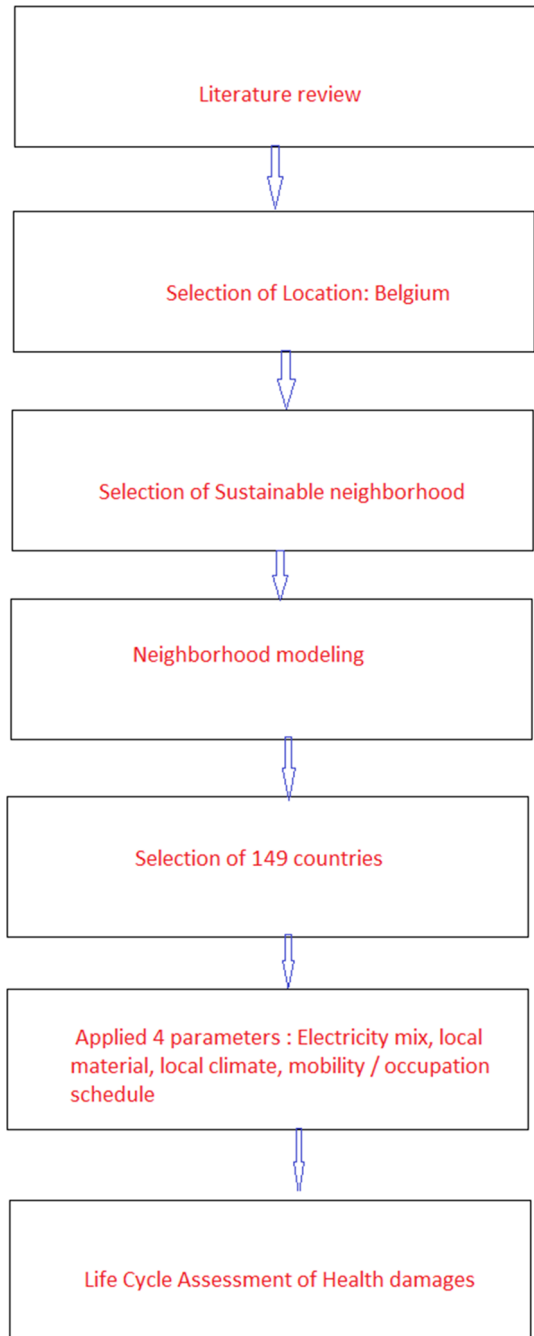 Literature review
Selection of Location: Belgium
Selection of Sustainable neighborhood
Neighborhood modeling
Selection of 149 countries
Applied 4 parameters : Electricity mix, local
material, local climate, mobility / occupation
schedule
Life Cycle Assessment of Health damages